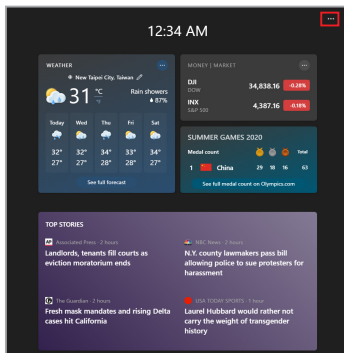 12:34 AM
WEATHER
New Taipei City, Taiwan
31 °C
°F
Rain showers
87%
Today Wed Thu Fri Sat
32° 32° 34° 33° 34°
27° 27° 27° 28° 27°
See full forecast
MONEY | MARKET
DJI
DOW
34,838.16
-0.28%
INX
S&P 500
4,387.16
-0.18%
SUMMER GAMES 2020
Medal count Total
1 China 29 18 16 63
See full medal count on Olympics.com
TOP STORIES
AP Associated Press · 2 hours
Landlords, tenants fill courts as
eviction moratorium ends
NBC News · 2 hours
N.Y. county lawmakers pass bill
allowing police to sue protesters for
harassment
The Guardian · 2 hours
Fresh mask mandates and rising Delta
cases hit California
USA TODAY SPORTS · 1 hour
Laurel Hubbard would rather not
carry the weight of transgender
history